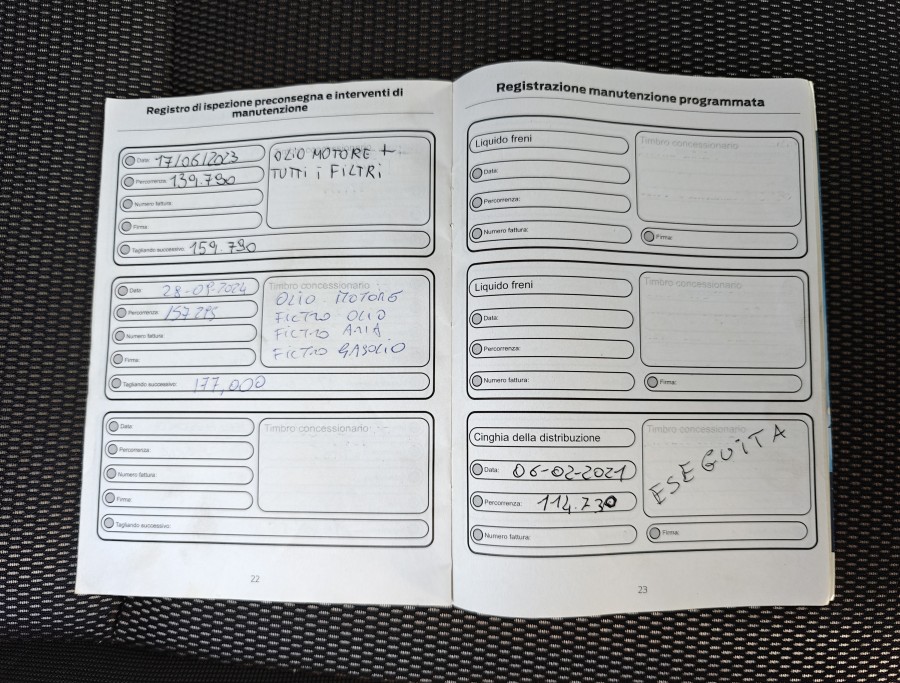 Registro di ispezione preconsegna e interventi di
manutenzione
Data: 17/06/2023
Percorrenza: 139.790
Numero fattura:
Firma:
Tagliando successivo: 159.790
OLIO MOTORE +
TUTTI i FILTRI
Data: 28-09-2024
Percorrenza:
Numero fattura:
Firma:
Tagliando successivo: 177,000
Timbro concessionario
OLIO MOTORE
FILTRO OLIO
FILTRO ARIA
FILTRO GASOLIO
Data:
Percorrenza:
Numero fattura:
Firma:
Tagliando successivo:
Timbro concessionario
22
Registrazione manutenzione programmata
Liquido freni
Data:
Percorrenza:
Numero fattura:
Timbro concessionario
Firma:
Liquido freni
Data:
Percorrenza:
Numero fattura:
Timbro concessionario
Firma:
Cinghia della distribuzione
Data: 06-02-2021
Percorrenza: 114.730
Numero fattura:
Timbro concessionario
ESEGUITA
Firma:
23